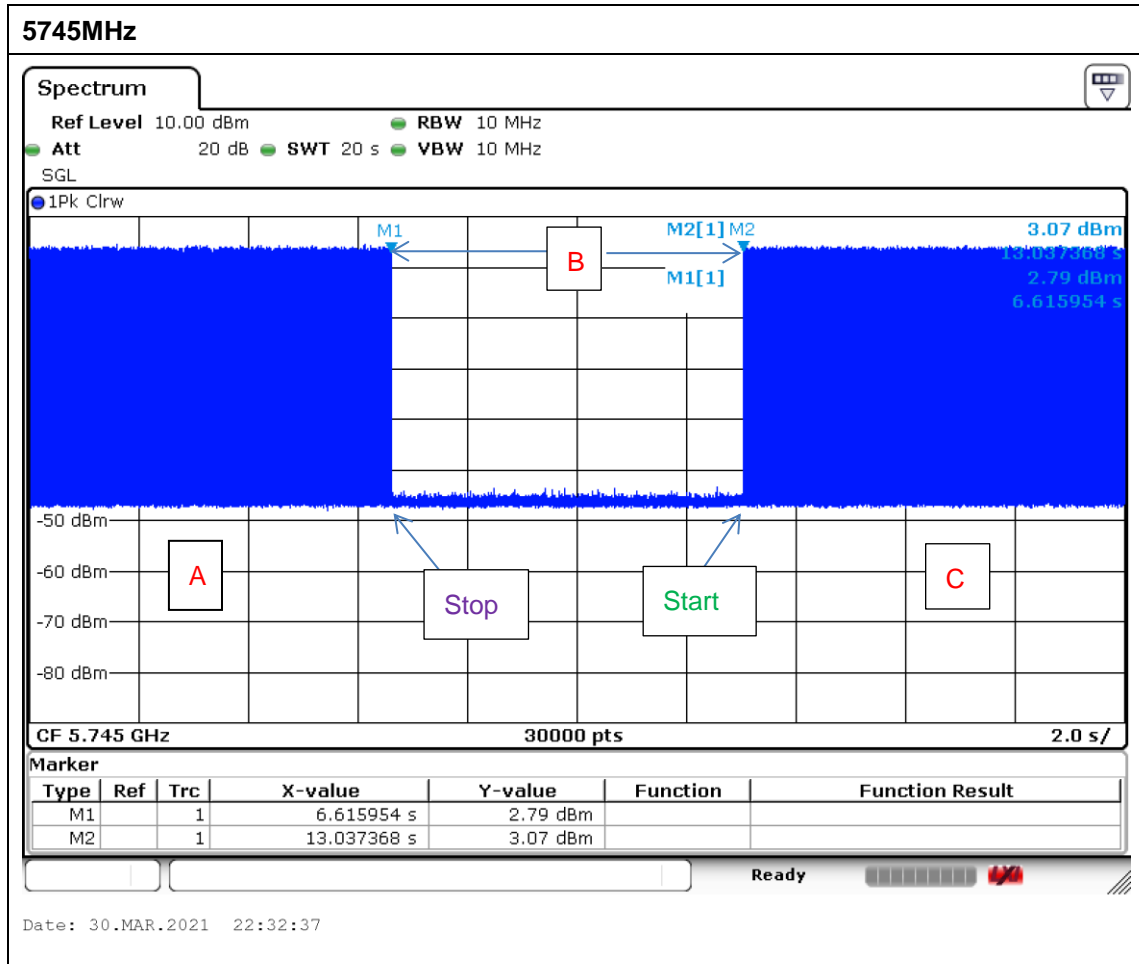 5745MHz
Spectrum
Ref Level 10.00 dBm RBW 10 MHz
Att 20 dB SWT 20 s VBW 10 MHz
SGL
1Pk Clrw
M1 M2[1] M2 3.07 dBm
13.037368 s
B
M1[1] 2.79 dBm
6.615954 s
-50 dBm
-60 dBm
A
C
Stop
Start
-70 dBm
-80 dBm
CF 5.745 GHz 30000 pts 2.0 s/
Marker
Type Ref Trc X-value Y-value Function Function Result
M1 1 6.615954 s 2.79 dBm
M2 1 13.037368 s 3.07 dBm
Ready
Date: 30.MAR.2021 22:32:37